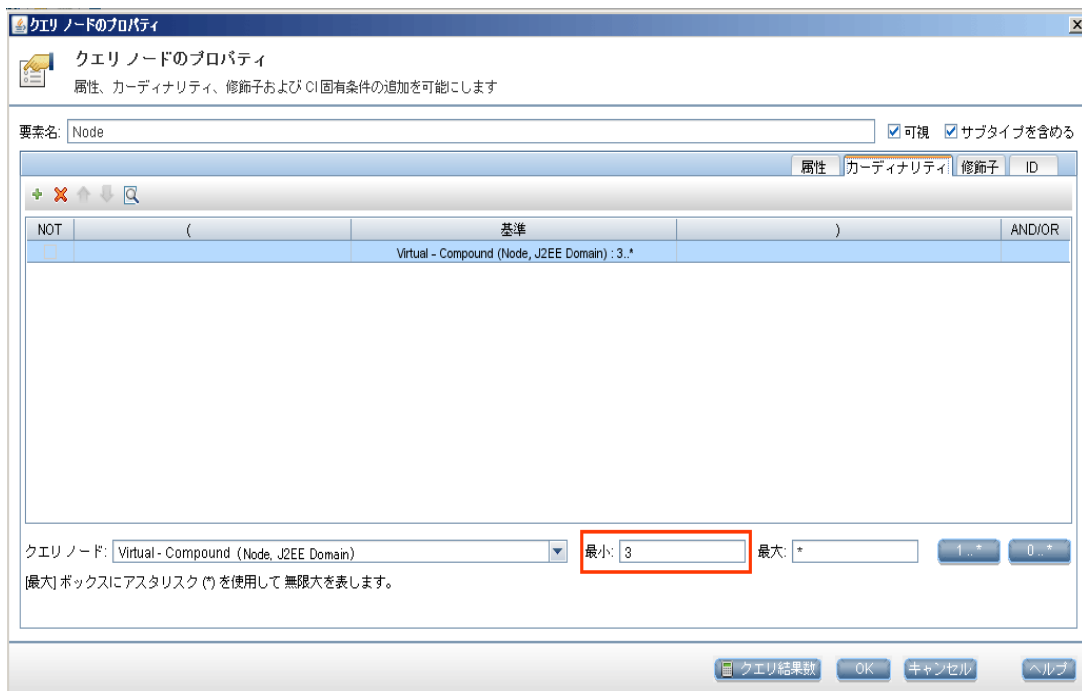 クエリ ノードのプロパティ
クエリ ノードのプロパティ
属性、カーディナリティ、修飾子および CI 固有条件の追加を可能にします
要素名: Node 可視 サブタイプを含める
属性 カーディナリティ 修飾子 ID
NOT ( 基準 ) AND/OR
Virtual - Compound (Node, J2EE Domain) : 3..*
クエリ ノード: Virtual - Compound (Node, J2EE Domain) 最小: 3 最大: * 1..* 0..*
[最大] ボックスにアスタリスク (*) を使用して 無限大を表します。
クエリ結果数 OK キャンセル ヘルプ